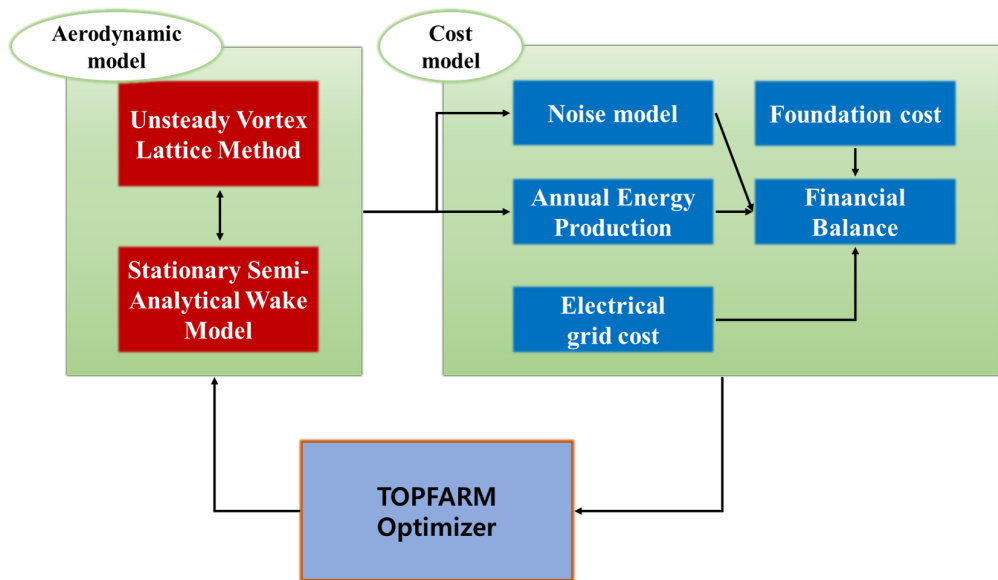 Aerodynamic
model
Unsteady Vortex
Lattice Method
Stationary Semi-
Analytical Wake
Model
Cost
model
Noise model
Foundation cost
Annual Energy
Production
Financial
Balance
Electrical
grid cost
TOPFARM
Optimizer